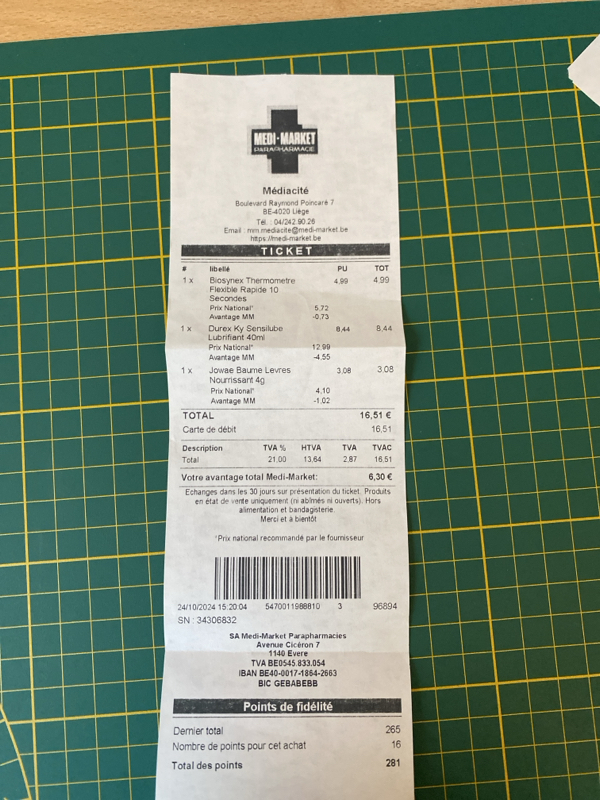 MEDI-MARKET
PARAPHARMACIE
Médiacité
Boulevard Raymond Poincaré 7
BE-4020 Liège
Tél. : 04/242.90.26
Email : mm.mediacite@medi-market.be
https://medi-market.be
TICKET
# libellé PU TOT
1 x Biosynex Thermometre 4,99 4,99
Flexible Rapide 10
Secondes
Prix National* 5,72
Avantage MM -0,73
1 x Durex Ky Sensilube 8,44 8,44
Lubrifiant 40ml
Prix National* 12,99
Avantage MM -4,55
1 x Jowae Baume Levres 3,08 3,08
Nourrissant 4g
Prix National* 4,10
Avantage MM -1,02
TOTAL 16,51 €
Carte de débit 16,51
Description TVA % HTVA TVA TVAC
Total 21,00 13,64 2,87 16,51
Votre avantage total Medi-Market: 6,30 €
Echanges dans les 30 jours sur présentation du ticket. Produits
en état de vente uniquement (ni abîmés ni ouverts). Hors
alimentation et bandagisterie.
Merci et à bientôt
*Prix national recommandé par le fournisseur
24/10/2024 15:20:04 5470011988810 3 96894
SN : 34306832
SA Medi-Market Parapharmacies
Avenue Cicéron 7
1140 Evere
TVA BE0545.833.054
IBAN BE40-0017-1864-2663
BIC GEBABEBB
Points de fidélité
Dernier total 265
Nombre de points pour cet achat 16
Total des points 281